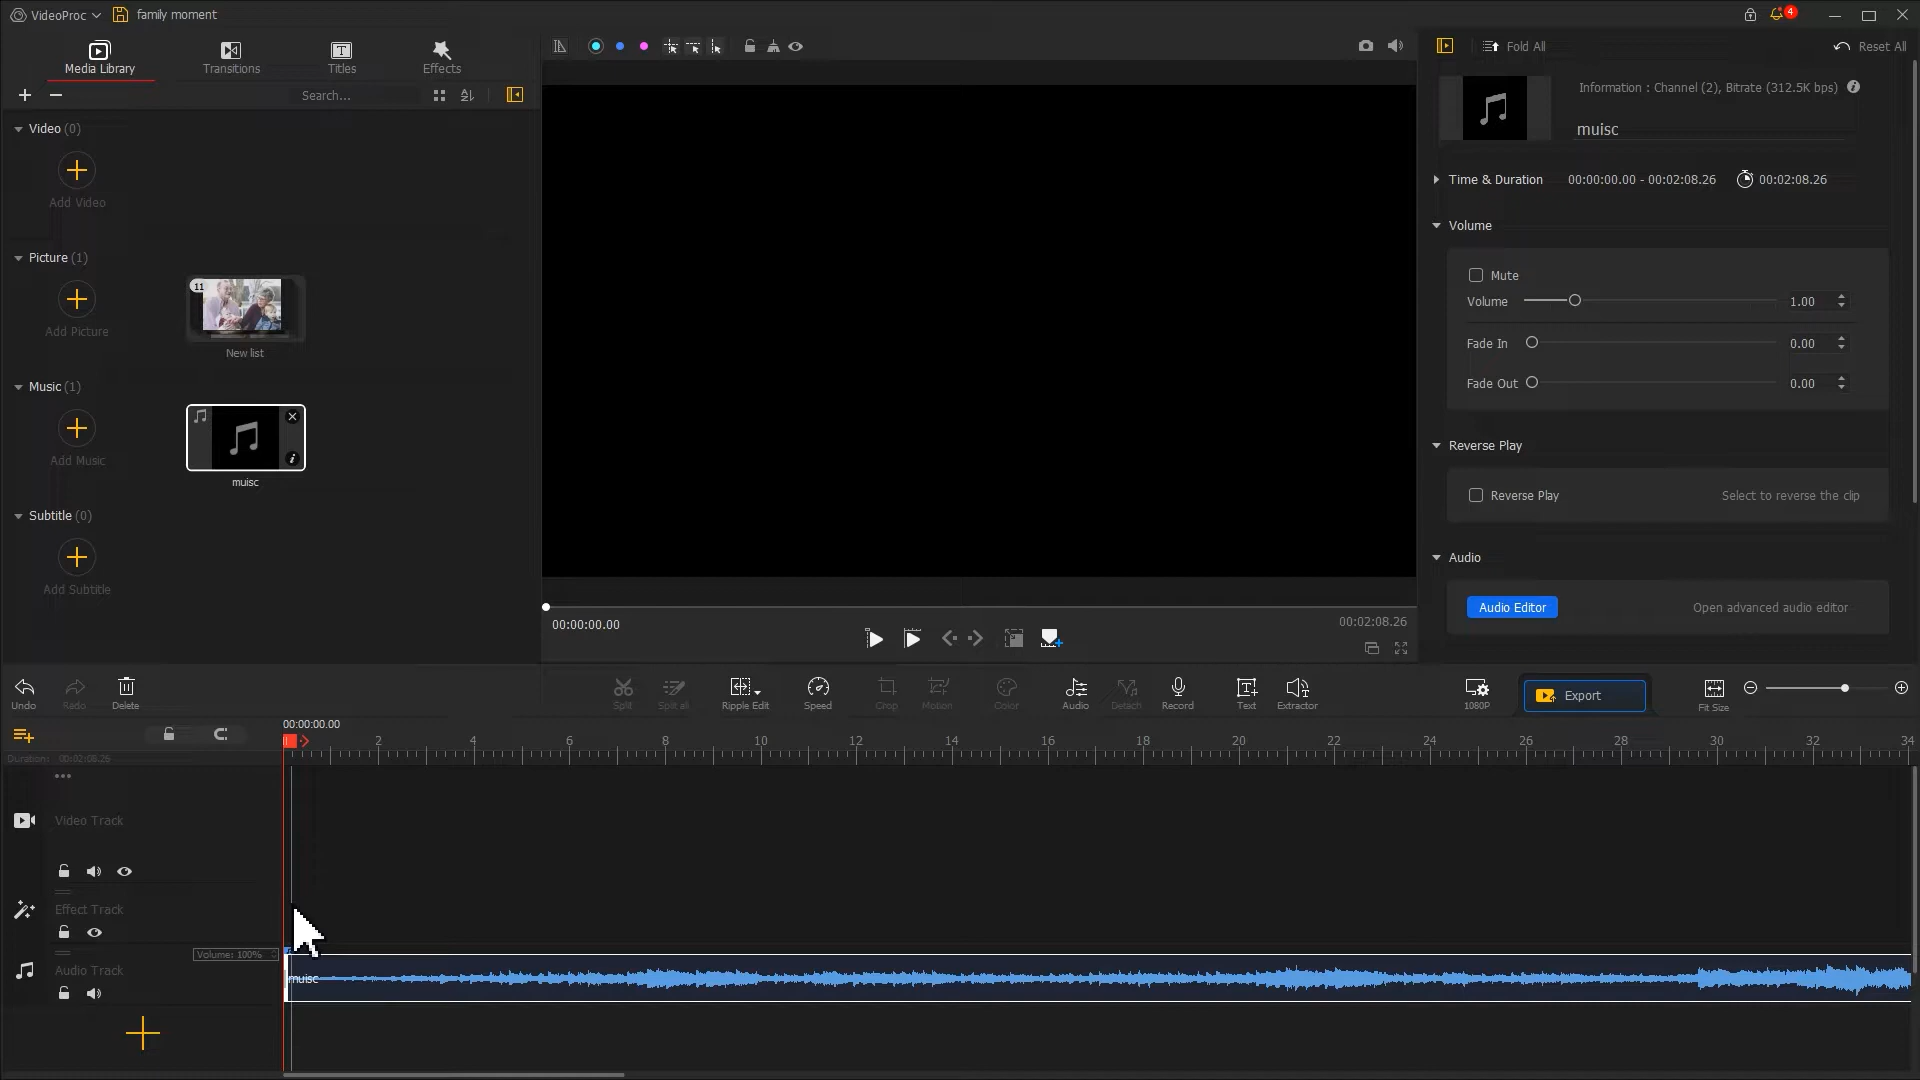 VideoProc
family moment
4
Media Library
Transitions
Titles
Effects
Fold All
Reset All
Search...
Information : Channel (2), Bitrate (312.5K bps)
muisc
Video (0)
Add Video
Time & Duration 00:00:00.00 - 00:02:08.26 00:02:08.26
Volume
Picture (1)
Add Picture
11
New list
Mute
Volume 1.00
Fade In 0.00
Fade Out 0.00
Music (1)
Add Music
muisc
Reverse Play
Reverse Play Select to reverse the clip
Subtitle (0)
Add Subtitle
Audio
Audio Editor Open advanced audio editor
00:00:00.00
00:02:08.26
Undo
Redo
Delete
Split
Split all
Ripple Edit
Speed
Crop
Motion
Color
Audio
Detach
Record
Text
Extractor
1080P
Export
Fit Size
00:00:00.00
2 4 6 8 10 12 14 16 18 20 22 24 26 28 30 32 34
Duration: 00:02:08.26
Video Track
Effect Track
Volume: 100%
Audio Track
muisc